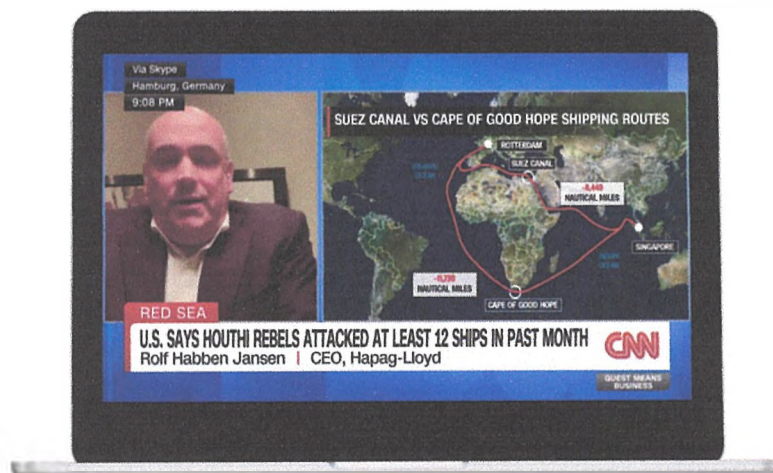 Via Skype
Hamburg, Germany
9:08 PM
SUEZ CANAL VS CAPE OF GOOD HOPE SHIPPING ROUTES
ROTTERDAM
SUEZ CANAL
NAUTICAL MILES
SINGAPORE
NAUTICAL MILES
CAPE OF GOOD HOPE
RED SEA
U.S. SAYS HOUTHI REBELS ATTACKED AT LEAST 12 SHIPS IN PAST MONTH
Rolf Habben Jansen | CEO, Hapag-Lloyd
CNN
QUEST MEANS
BUSINESS